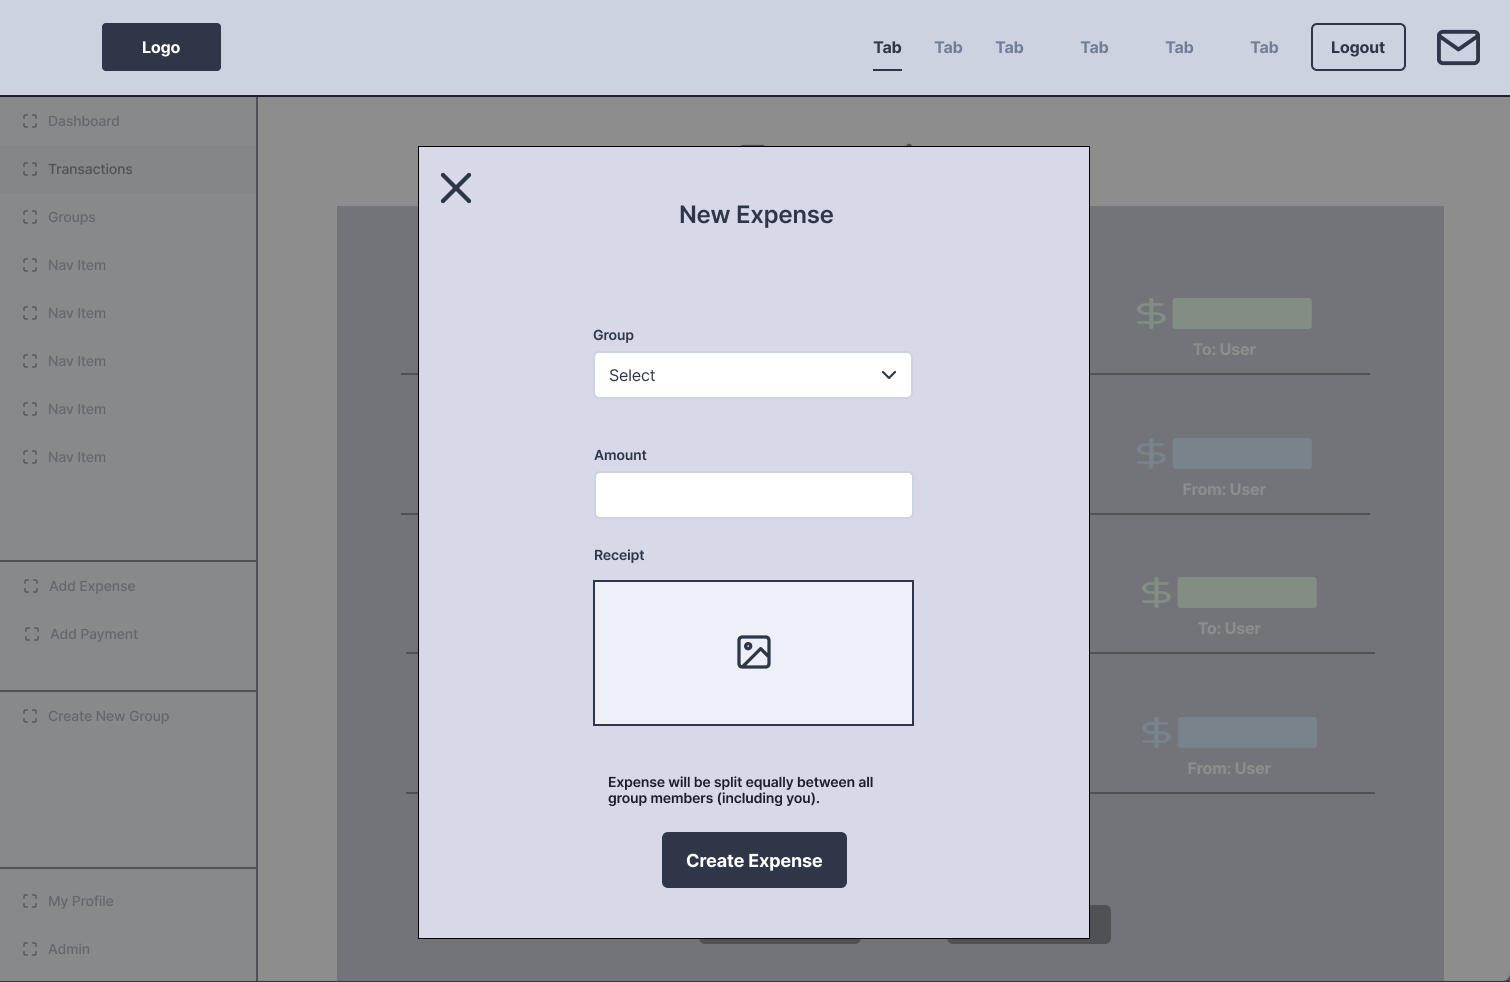 Logo
Tab
Tab
Tab
Tab
Tab
Tab
Logout
Dashboard
Transactions
Groups
Nav Item
Nav Item
Nav Item
Nav Item
Nav Item
Add Expense
Add Payment
Create New Group
My Profile
Admin
New Expense
Group
Select
Amount
Receipt
Expense will be split equally between all
group members (including you).
Create Expense
$
To: User
$
From: User
$
To: User
$
From: User